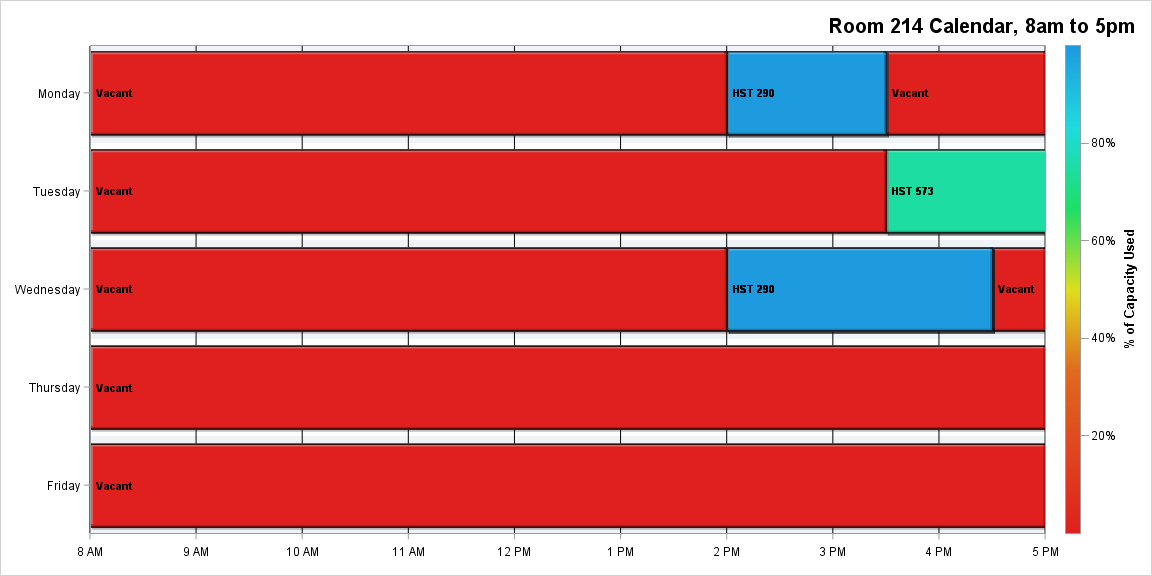 Room 214 Calendar, 8am to 5pm
Monday
Vacant
HST 290
Vacant
Tuesday
Vacant
HST 573
Wednesday
Vacant
HST 290
Vacant
Thursday
Vacant
Friday
Vacant
8 AM
9 AM
10 AM
11 AM
12 PM
1 PM
2 PM
3 PM
4 PM
5 PM
80%
60%
40%
20%
% of Capacity Used